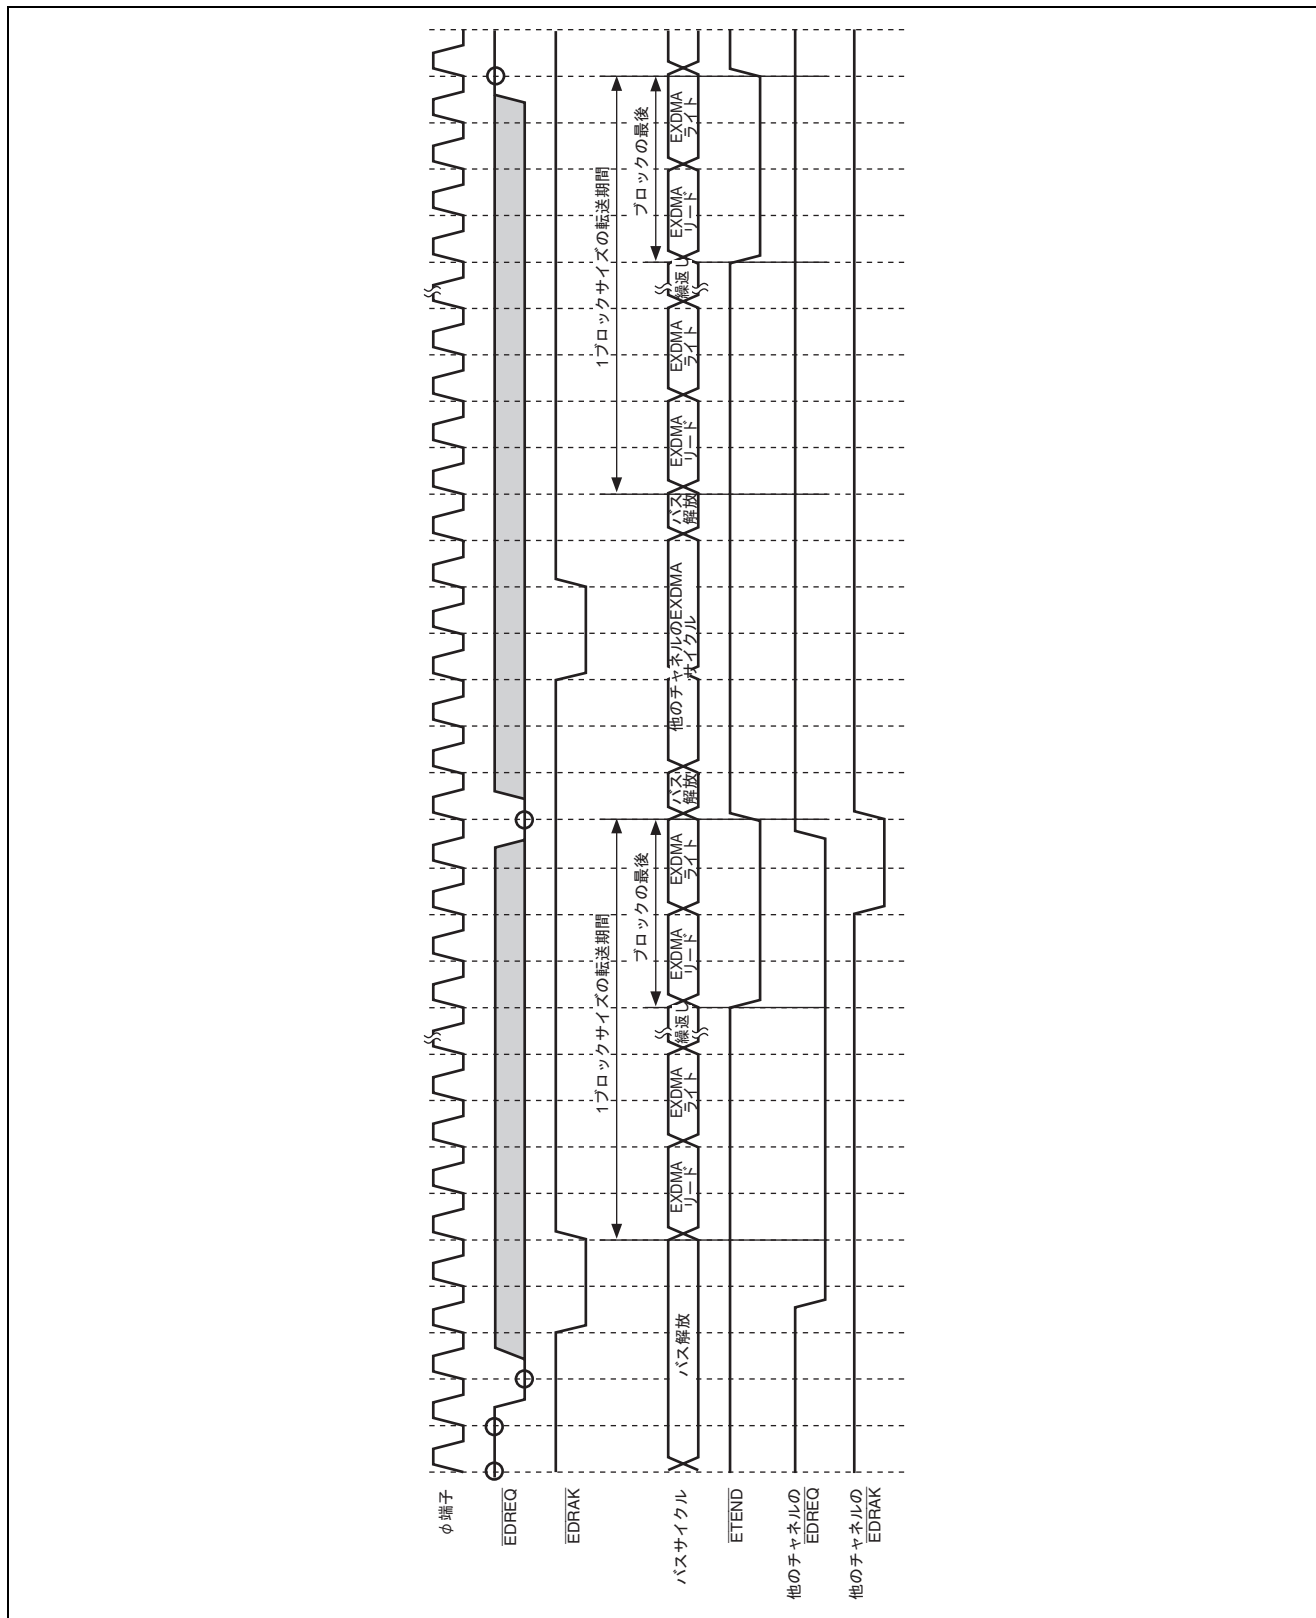 φ端子
EDREQ
EDRAK
1ブロックサイズの転送期間
1ブロックサイズの転送期間
ブロックの最後
ブロックの最後
バスサイクル
バス解放
EXDMA
リード
EXDMA
ライト
繰返し
EXDMA
リード
EXDMA
ライト
バス
解放
他のチャネルのEXDMA
サイクル
バス
解放
EXDMA
リード
EXDMA
ライト
繰返し
EXDMA
リード
EXDMA
ライト
ETEND
他のチャネルの
EDREQ
他のチャネルの
EDRAK